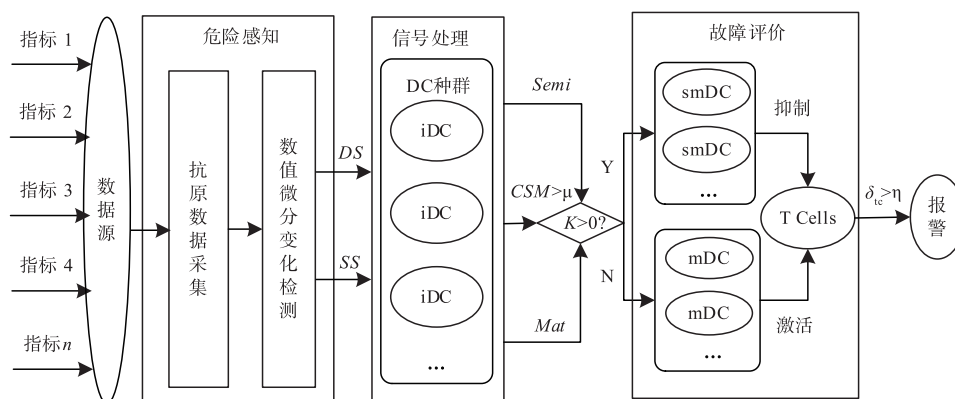 指标 1
指标 2
指标 3
指标 4
指标n
数据源
危险感知
抗原数据采集
数值微分变化检测
DS
SS
信号处理
DC种群
iDC
iDC
iDC
...
Semi
CSM>μ
Mat
K>0?
Y
N
故障评价
smDC
smDC
...
mDC
mDC
...
抑制
激活
T Cells
δtc>η
报警